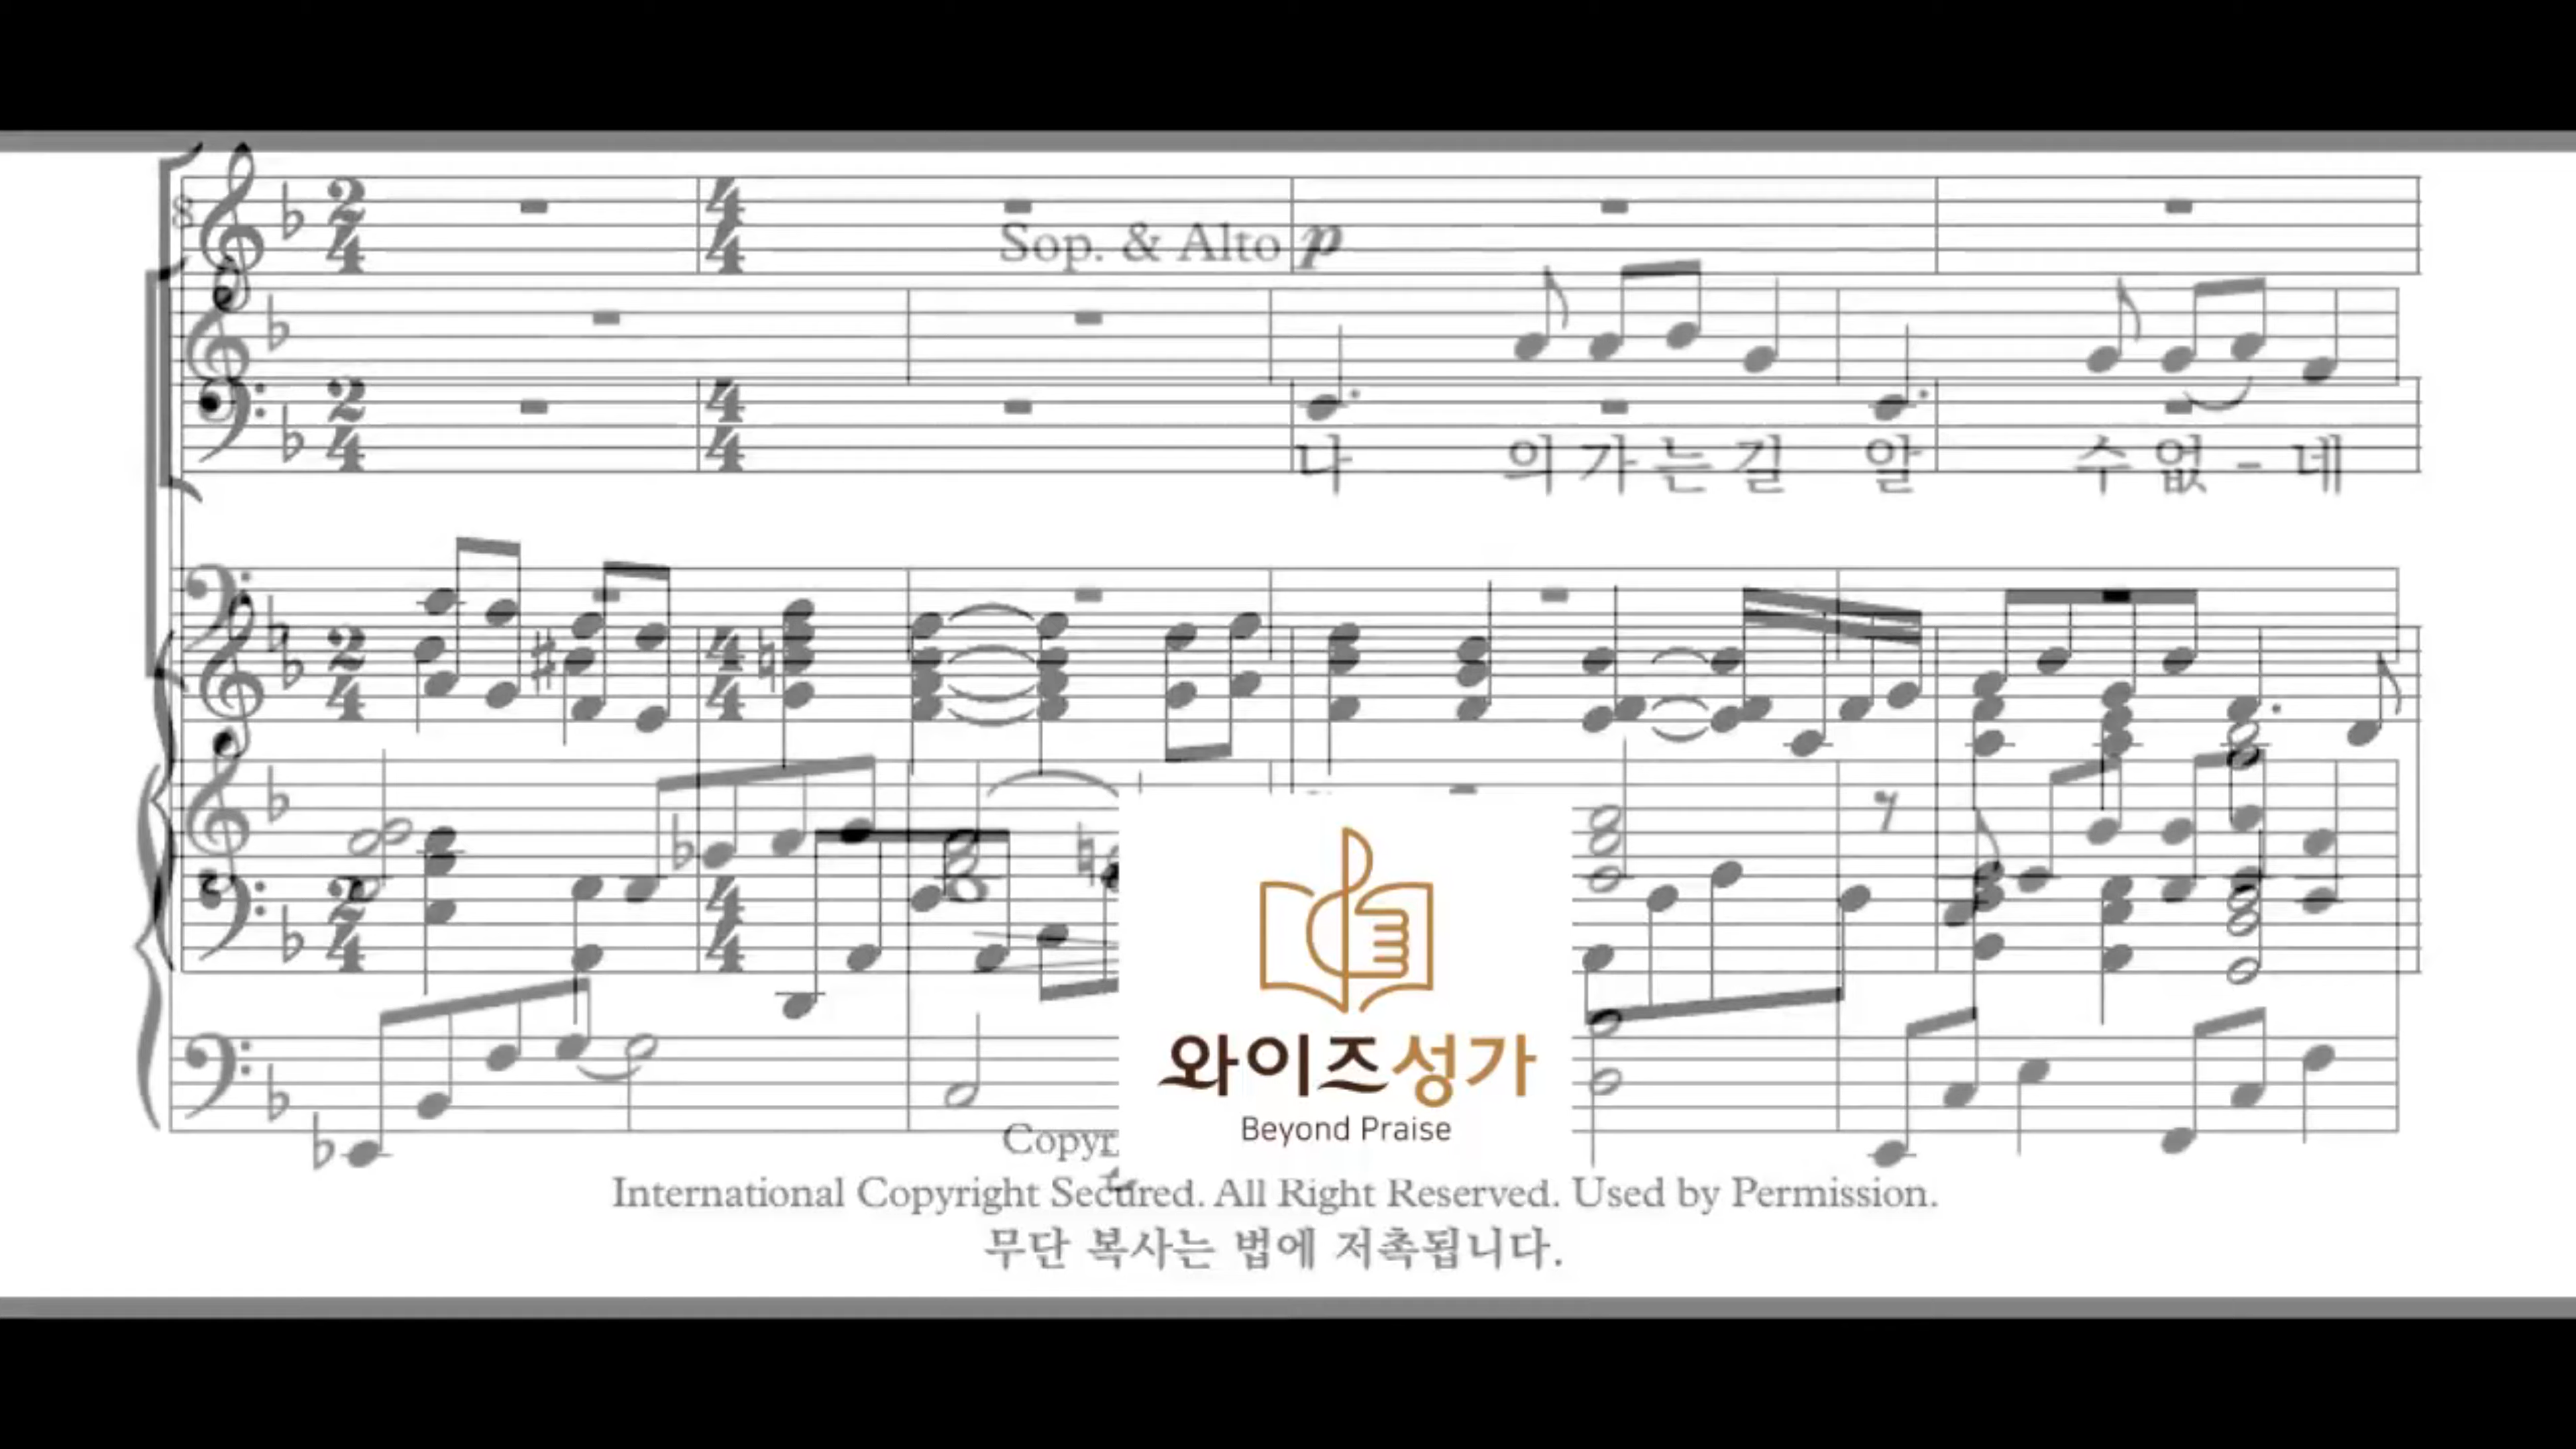 Sop. & Alto p
나 의 가 는 길 알 수 없 - 네
와이즈성가
Beyond Praise
International Copyright Secured. All Right Reserved. Used by Permission.
무단 복사는 법에 저촉됩니다.